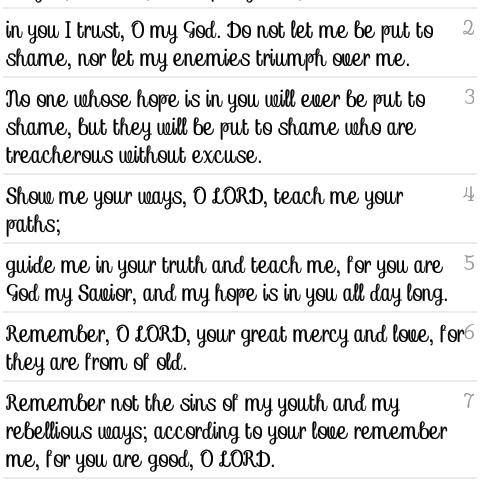 in you I trust, O my God. Do not let me be put to 2
shame, nor let my enemies triumph over me.
No one whose hope is in you will ever be put to 3
shame, but they will be put to shame who are
treacherous without excuse.
Show me your ways, O LORD, teach me your 4
paths;
guide me in your truth and teach me, for you are 5
God my Savior, and my hope is in you all day long.
Remember, O LORD, your great mercy and love, for 6
they are from of old.
Remember not the sins of my youth and my 7
rebellious ways; according to your love remember
me, for you are good, O LORD.